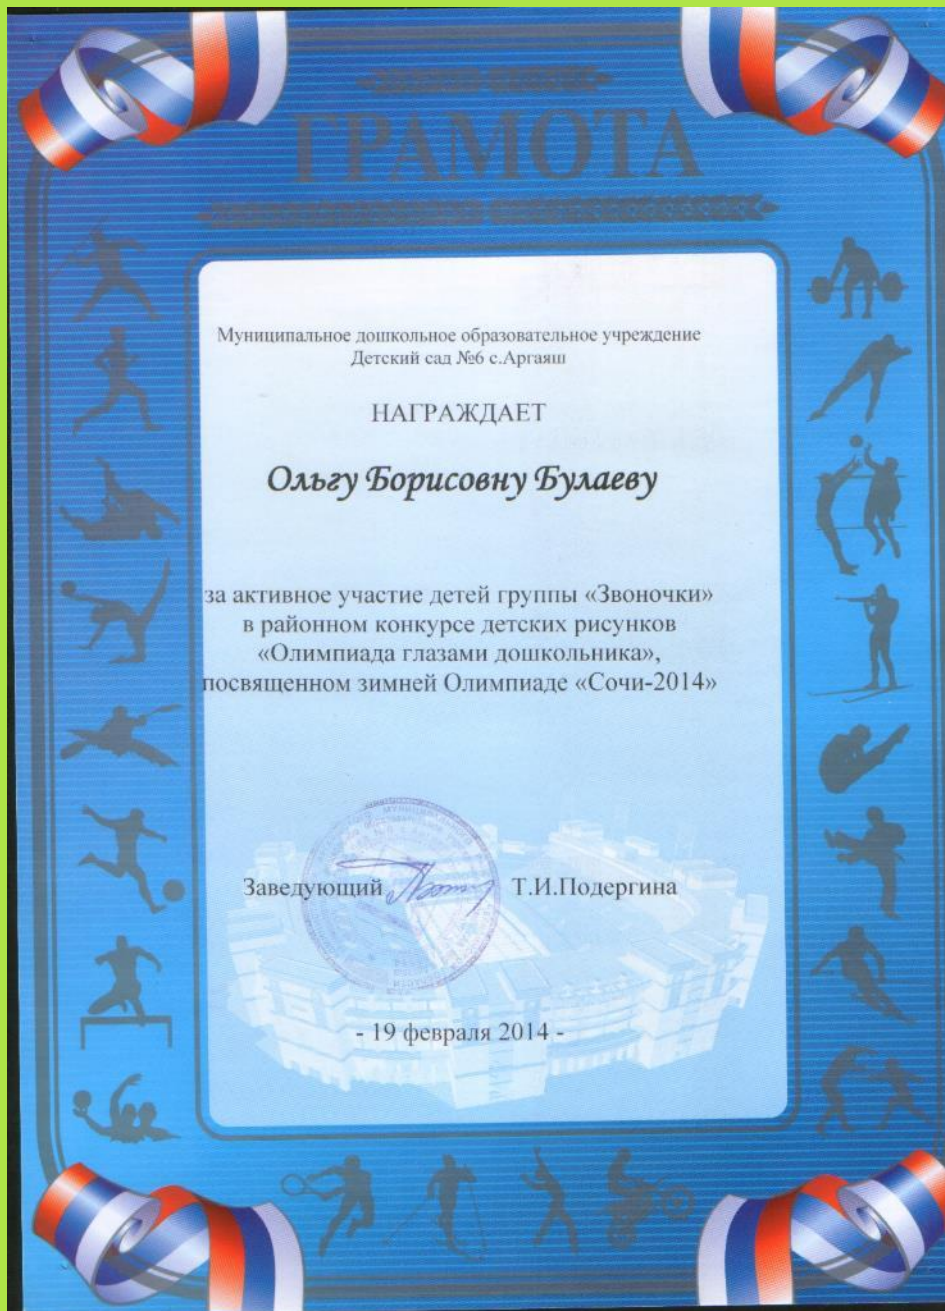 ГРАМОТА
Муниципальное дошкольное образовательное учреждение
Детский сад №6 с.Аргаяш
НАГРАЖДАЕТ
Ольгу Борисовну Булаеву
за активное участие детей группы «Звоночки»
в районном конкурсе детских рисунков
«Олимпиада глазами дошкольника»,
посвященном зимней Олимпиаде «Сочи-2014»
Заведующий Т.И.Подергина
- 19 февраля 2014 -